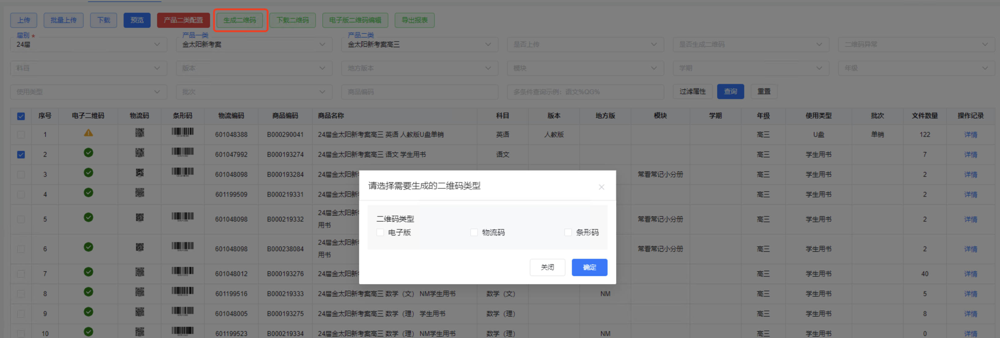 上传 批量上传 下载 预览 产品二类配置 生成二维码 下载二维码 电子版二维码编辑 导出报表
届别 * 产品一类 产品二类
24届 金太阳新考案 金太阳新考案高三 是否上传 是否生成二维码 二维码异常
科目 版本 地方版本 模块 学期 年级
使用类型 批次 商品编码 多条件查询示例：语文%QG% 过滤属性 查询 重置
序号 电子二维码 物流码 条形码 物流编码 商品编码 商品名称 科目 版本 地方版 模块 学期 年级 使用类型 批次 文件数量 操作记录
1 601048388 B000290041 24届金太阳新考案高三 英语 人教版U盘单销 英语 人教版 高三 U盘 单销 122 详情
2 601047992 B000193274 24届金太阳新考案高三 语文 学生用书 语文 高三 学生用书 7 详情
3 601048098 B000193284 24届金太阳新 常看常记小分册 高三 学生用书 2 详情
4 601199509 B000219331 24届金太阳新 高三 学生用书 2 详情
5 601048098 B000219332 24届金太阳新 常看常记小分册 高三 学生用书 2 详情
用书
6 601048098 B000238084 24届金太阳新 常看常记小分册 高三 学生用书 2 详情
用书
7 601048012 B000193276 24届金太阳新 高三 学生用书 40 详情
8 601199516 B000219333 24届金太阳新考案高三 数学（文） NM学生用书 数学（文） NM 高三 学生用书 5 详情
9 601048005 B000193275 24届金太阳新考案高三 数学（理） 学生用书 数学（理） 高三 学生用书 8 详情
10 601199523 B000219334 24届金太阳新考案高三 数学（理） NM学生用书 数学（理） NM 高三 学生用书 0 详情
请选择需要生成的二维码类型
二维码类型
电子版 物流码 条形码
关闭 确定